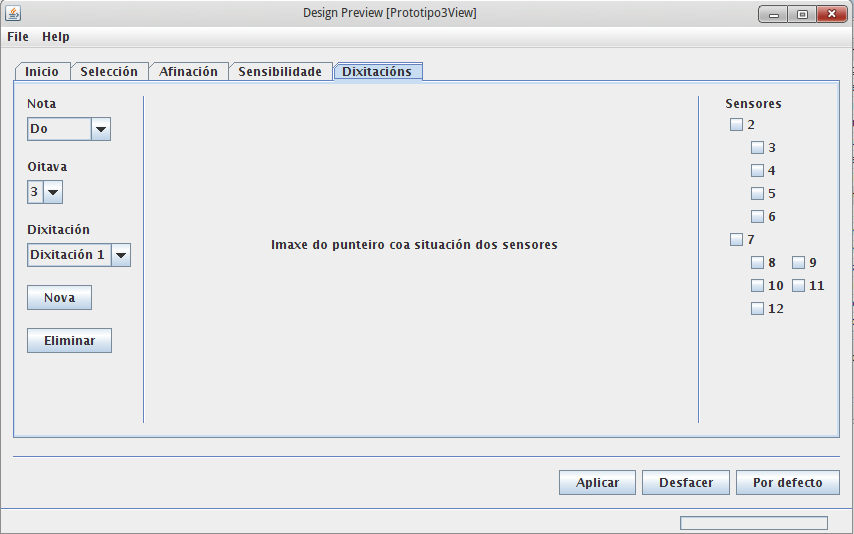 Design Preview [Prototipo3View]
File Help
Inicio Selección Afinación Sensibilidade Dixitacións
Nota
Do
Oitava
3
Dixitación
Dixitación 1
Nova
Eliminar
Imaxe do punteiro coa situación dos sensores
Sensores
2
3
4
5
6
7
8 9
10 11
12
Aplicar Desfacer Por defecto